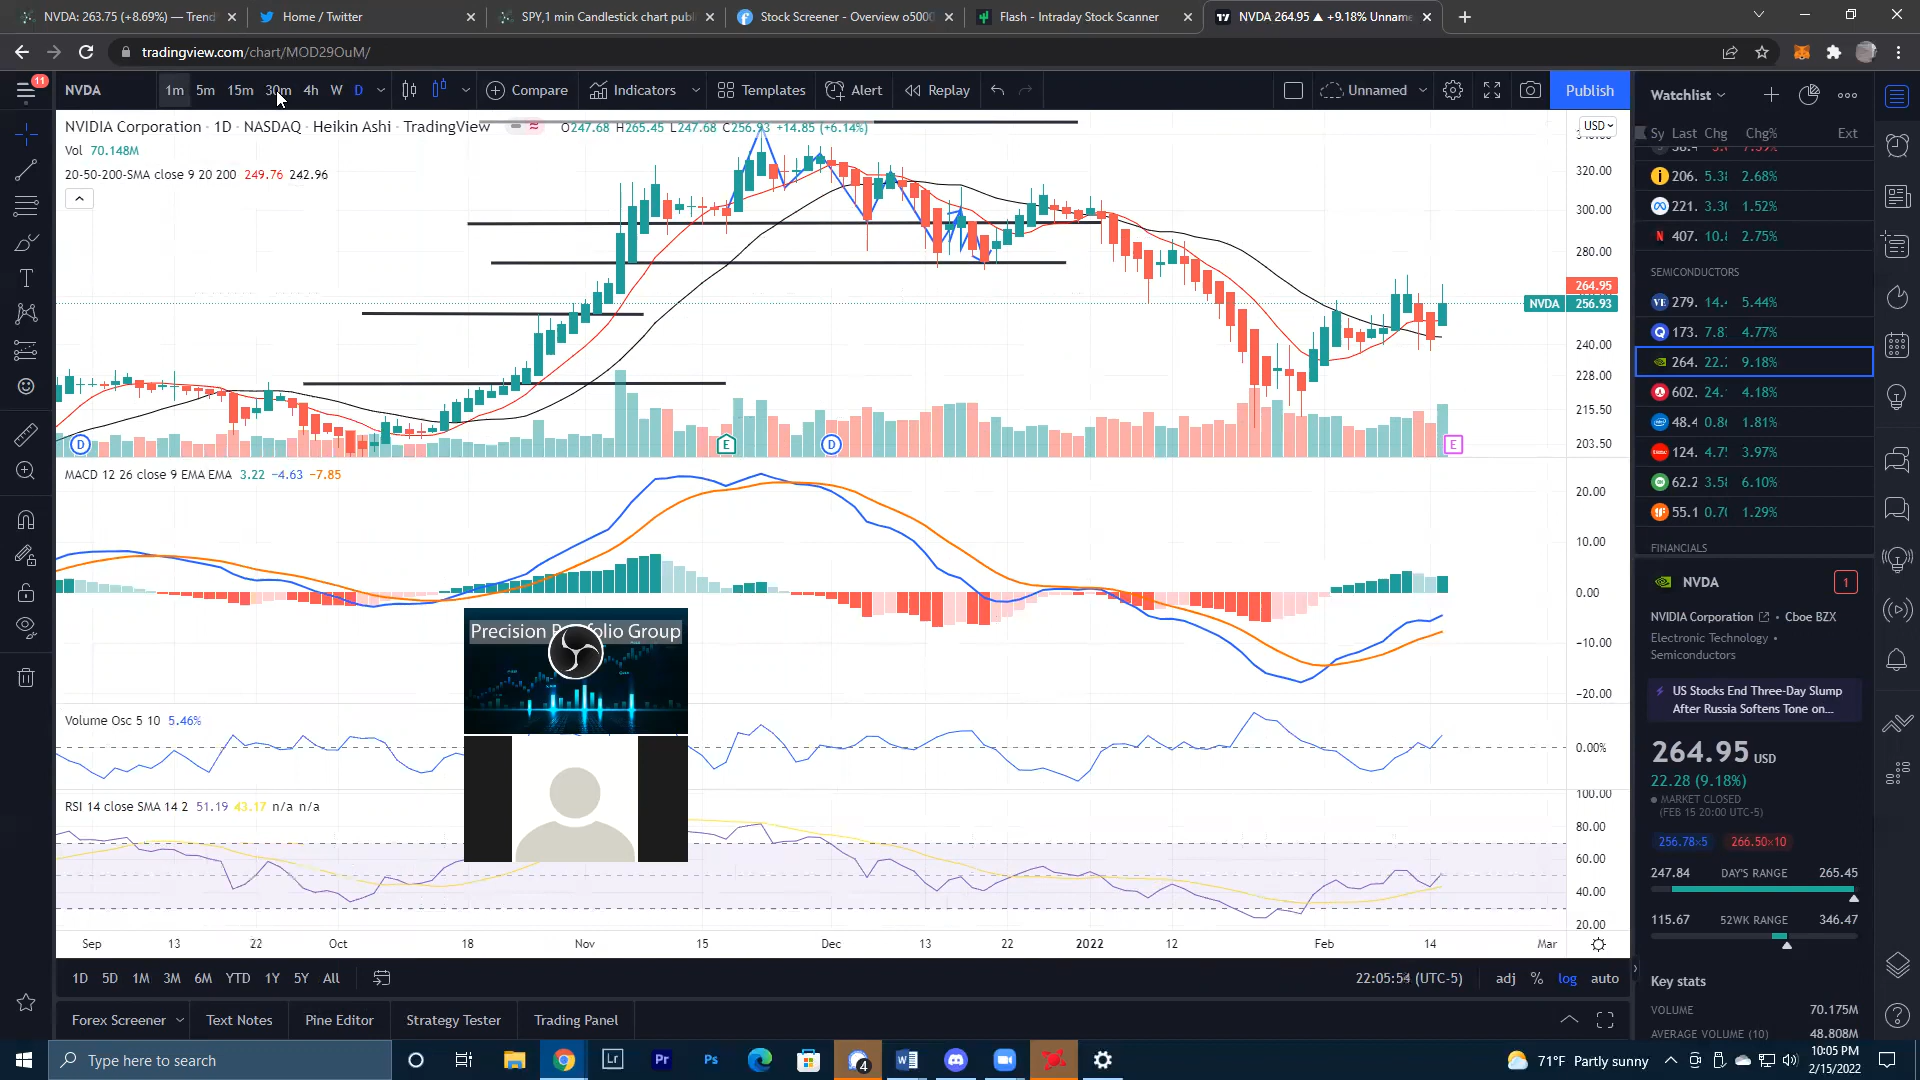 NVDA: 263.75 (+8.69%) — Trend
Home / Twitter
SPY,1 min Candlestick chart publ
Stock Screener - Overview o5000
Flash - Intraday Stock Scanner
NVDA 264.95 ▲ +9.18% Unnam
tradingview.com/chart/MOD29OuM/
11
NVDA
1m 5m 15m 30m 4h W D
Compare
Indicators
Templates
Alert
Replay
Unnamed
Publish
Watchlist
NVIDIA Corporation · 1D · NASDAQ · Heikin Ashi · TradingView
O247.68 H265.45 L247.68 C256.93 +14.85 (+6.14%)
USD
Sy Last Chg Chg% Ext
Vol 70.148M
20-50-200-SMA close 9 20 200 249.76 242.96
320.00
300.00
280.00
264.95
NVDA 256.93
240.00
228.00
215.50
203.50
D
E
D
E
206. 5.3 2.68%
221. 3.3 1.52%
407. 10. 2.75%
SEMICONDUCTORS
279. 14. 5.44%
173. 7.8 4.77%
264. 22. 9.18%
602. 24. 4.18%
48.4 0.8 1.81%
124. 4.7 3.97%
62.2 3.5 6.10%
55.1 0.7 1.29%
FINANCIALS
MACD 12 26 close 9 EMA EMA 3.22 −4.63 −7.85
20.00
10.00
0.00
−10.00
−20.00
Precision Portfolio Group
Volume Osc 5 10 5.46%
0.00%
RSI 14 close SMA 14 2 51.19 43.17 n/a n/a
100.00
80.00
60.00
40.00
20.00
Sep 13 22 Oct 18 Nov 15 Dec 13 22 2022 12 Feb 14 Mar
NVDA
1
NVIDIA Corporation • Cboe BZX
Electronic Technology •
Semiconductors
US Stocks End Three-Day Slump
After Russia Softens Tone on...
264.95 USD
22.28 (9.18%)
MARKET CLOSED
(FEB 15 20:00 UTC-5)
256.78×5 266.50×10
247.84 DAY'S RANGE 265.45
115.67 52WK RANGE 346.47
Key stats
VOLUME 70.175M
AVERAGE VOLUME (10) 48.808M
1D 5D 1M 3M 6M YTD 1Y 5Y All
22:05:54 (UTC-5)
adj % log auto
Forex Screener
Text Notes
Pine Editor
Strategy Tester
Trading Panel
Type here to search
Lr
Pr
Ps
4
71°F Partly sunny
10:05 PM
2/15/2022